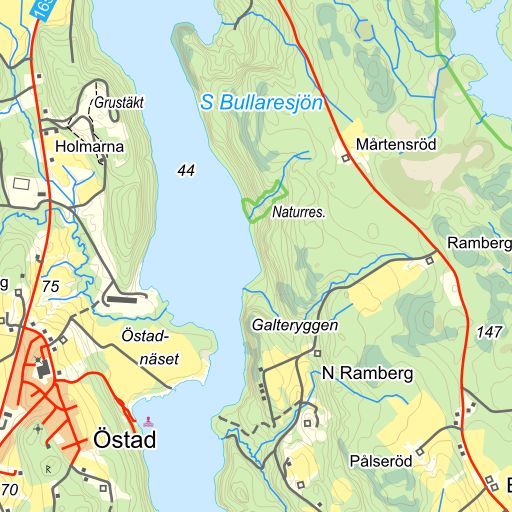 Grustäkt
S Bullaresjön
Holmarna
Mårtensröd
44
Naturres.
Ramberg
75
Galteryggen
147
Östad-
näset
N Ramberg
Östad
Pålseröd
R
70